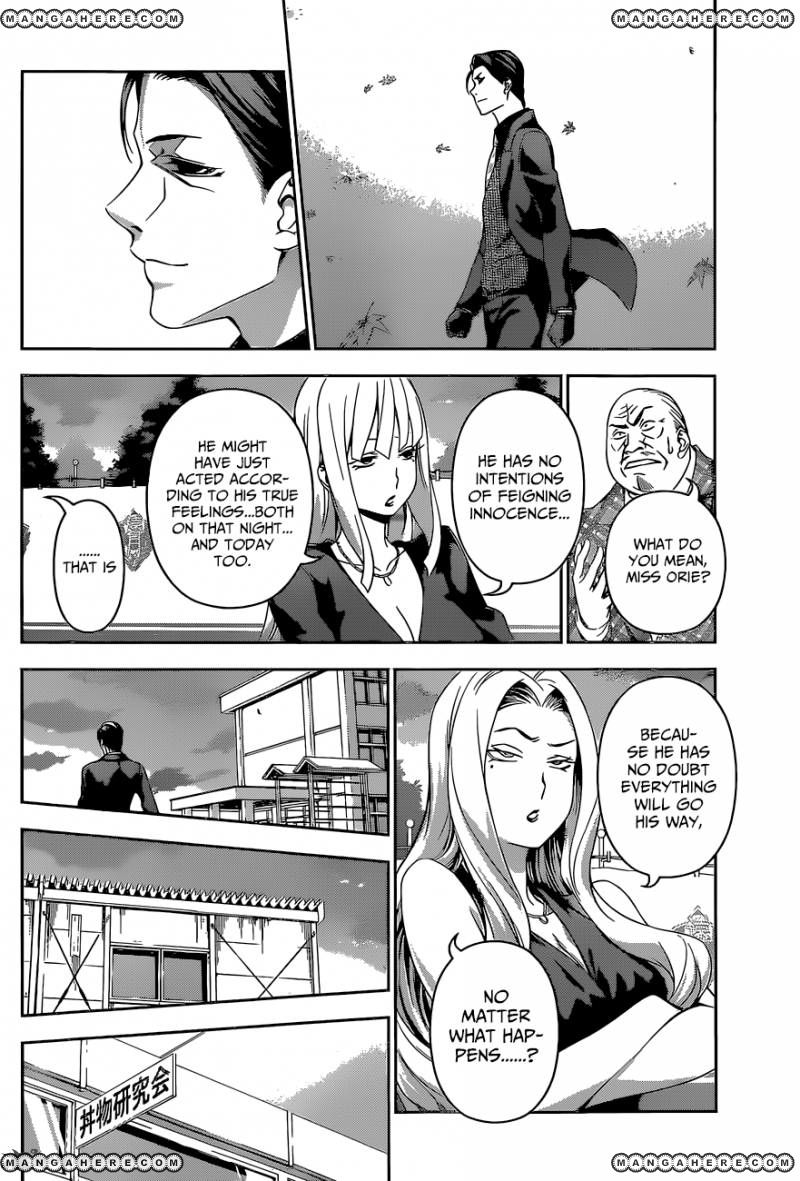 MANGAHERE.COM
MANGAHERE.COM
WHAT DO
YOU MEAN,
MISS ORIE?
HE HAS NO
INTENTIONS
OF FEIGNING
INNOCENCE...
HE MIGHT
HAVE JUST
ACTED ACCOR-
DING TO HIS TRUE
FEELINGS...BOTH
ON THAT NIGHT...
AND TODAY
TOO.
......
THAT IS
BECAU-
SE HE HAS
NO DOUBT
EVERYTHING
WILL GO
HIS WAY,
NO
MATTER
WHAT HAP-
PENS......?
丼物研究会
MANGAHERE.COM
MANGAHERE.COM